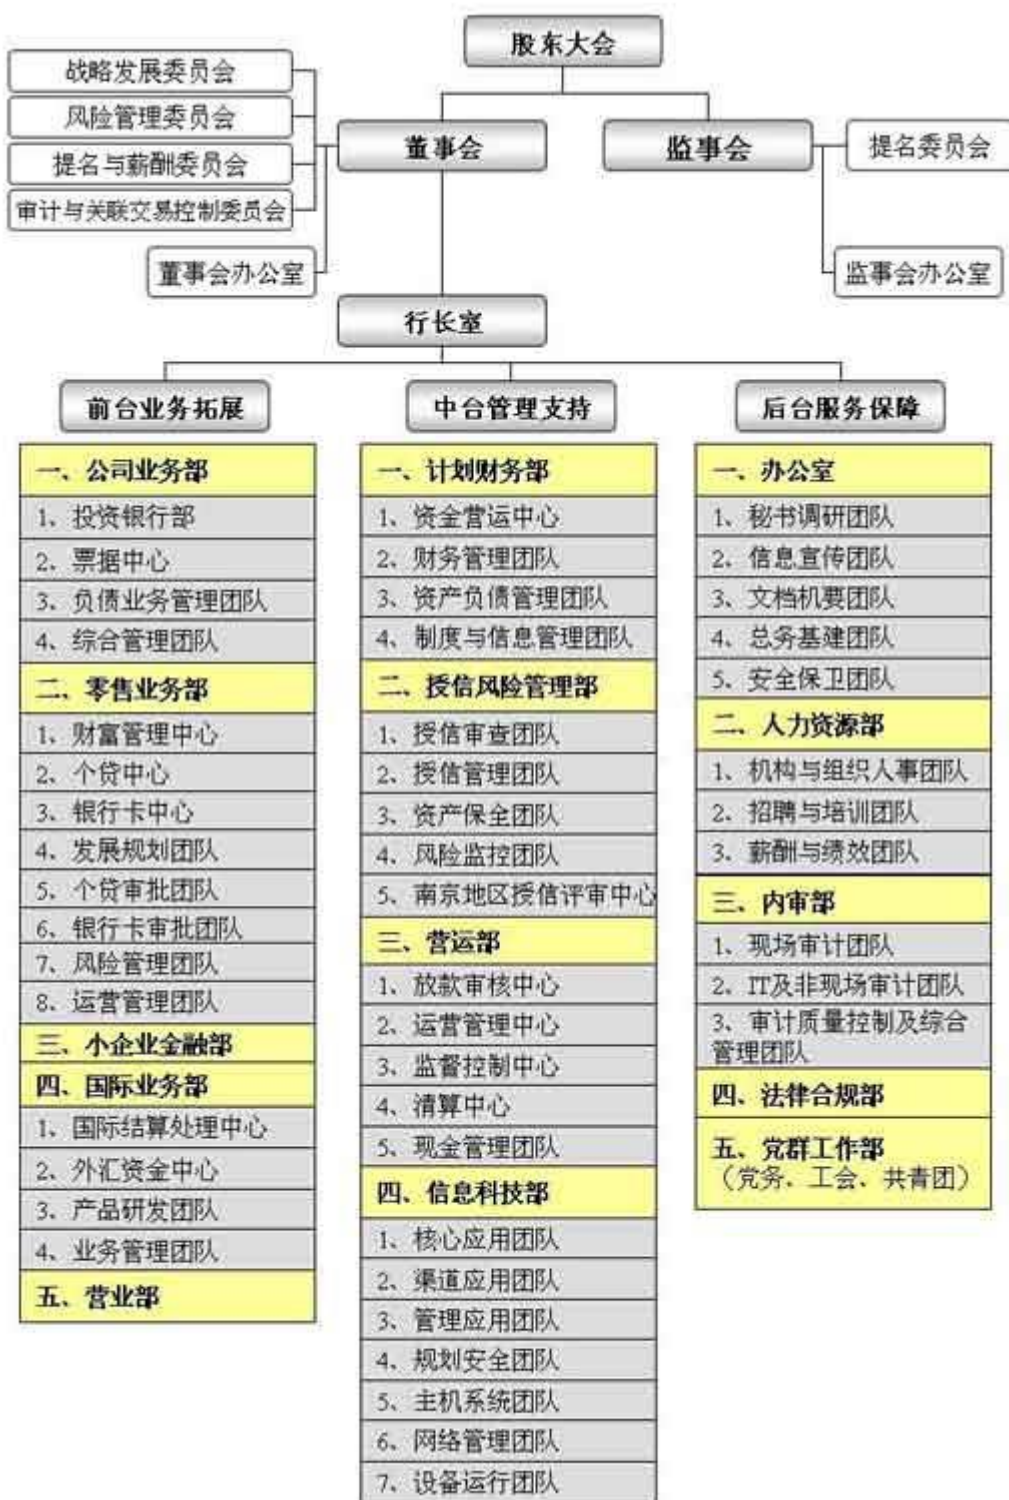 股东大会
战略发展委员会
风险管理委员会
提名与薪酬委员会
审计与关联交易控制委员会
董事会
监事会
提名委员会
董事会办公室
监事会办公室
行长室
前台业务拓展
中台管理支持
后台服务保障
一、公司业务部
1、投资银行部
2、票据中心
3、负债业务管理团队
4、综合管理团队
二、零售业务部
1、财富管理中心
2、个贷中心
3、银行卡中心
4、发展规划团队
5、个贷审批团队
6、银行卡审批团队
7、风险管理团队
8、运营管理团队
三、小企业金融部
四、国际业务部
1、国际结算处理中心
2、外汇资金中心
3、产品研发团队
4、业务管理团队
五、营业部
一、计划财务部
1、资金营运中心
2、财务管理团队
3、资产负债管理团队
4、制度与信息管理团队
二、授信风险管理部
1、授信审查团队
2、授信管理团队
3、资产保全团队
4、风险监控团队
5、南京地区授信评审中心
三、营运部
1、放款审核中心
2、运营管理中心
3、监督控制中心
4、清算中心
5、现金管理团队
四、信息科技部
1、核心应用团队
2、渠道应用团队
3、管理应用团队
4、规划安全团队
5、主机系统团队
6、网络管理团队
7、设备运行团队
一、办公室
1、秘书调研团队
2、信息宣传团队
3、文档机要团队
4、总务基建团队
5、安全保卫团队
二、人力资源部
1、机构与组织人事团队
2、招聘与培训团队
3、薪酬与绩效团队
三、内审部
1、现场审计团队
2、IT及非现场审计团队
3、审计质量控制及综合
管理团队
四、法律合规部
五、党群工作部
（党务、工会、共青团）